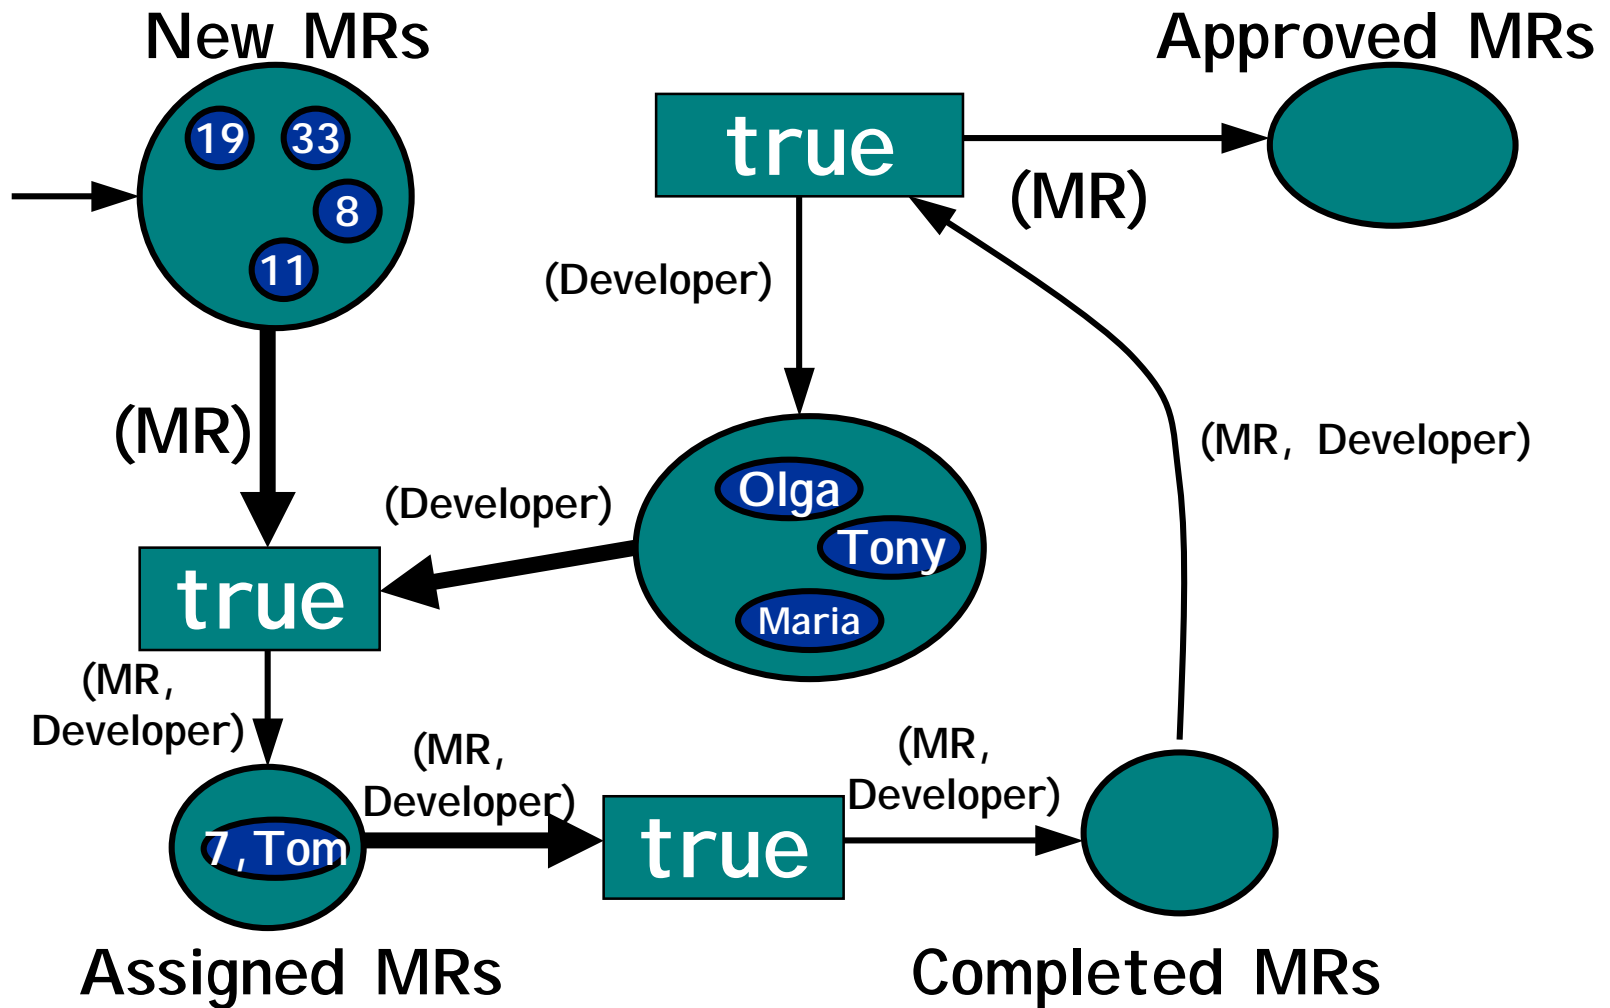 New MRs
Approved MRs
19
33
8
11
true
(MR)
(Developer)
(MR)
(MR, Developer)
(Developer)
Olga
Tony
Maria
true
(MR,
Developer)
(MR,
Developer)
(MR,
Developer)
7,Tom
true
Assigned MRs
Completed MRs